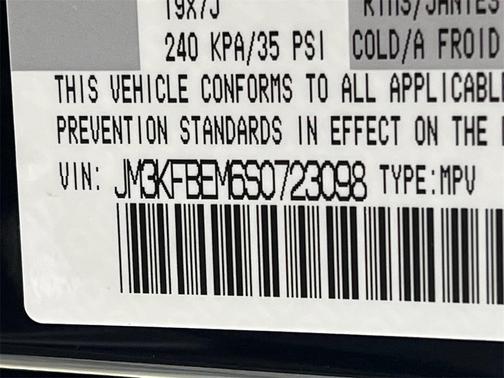 19x7J RIMS/JANTES
240 KPA/35 PSI COLD/A FROID
THIS VEHICLE CONFORMS TO ALL APPLICABL
PREVENTION STANDARDS IN EFFECT ON THE
VIN: JM3KFBEM6S0723098 TYPE:MPV